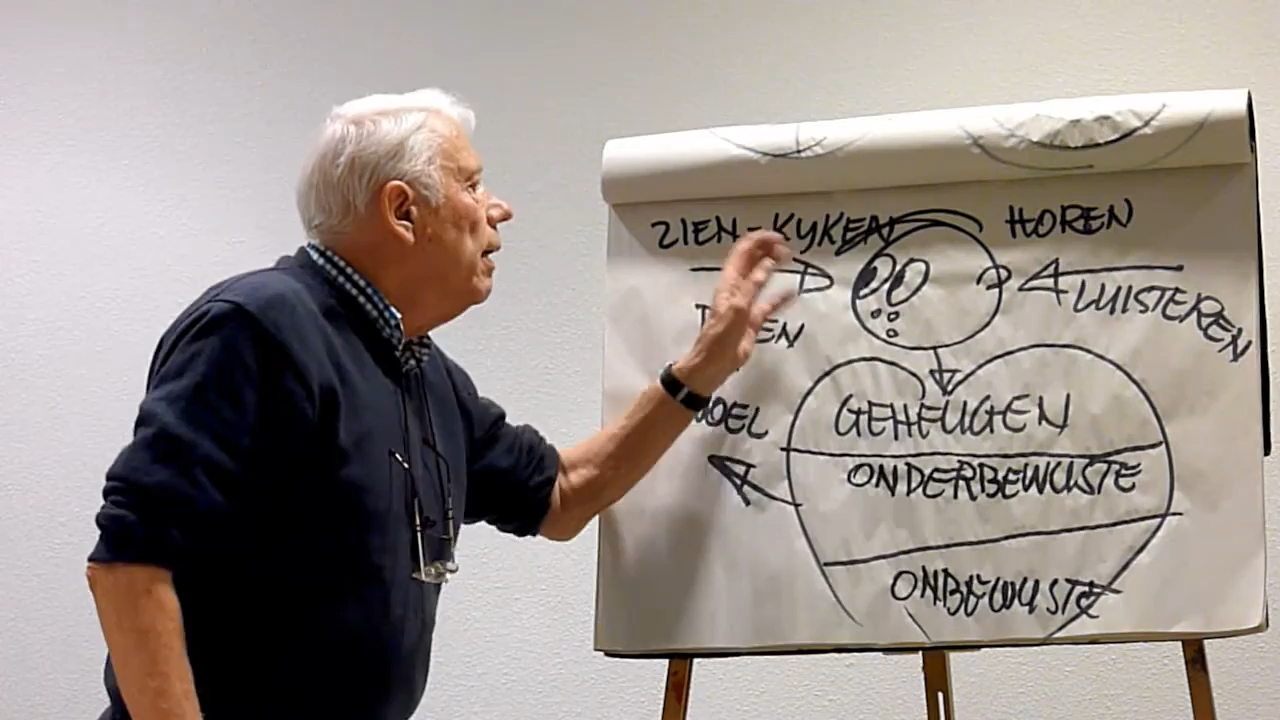 ZIEN-KYKEN
HOREN
LUISTEREN
GEHEUGEN
ONDERBEWUSTE
ONBEWUSTE